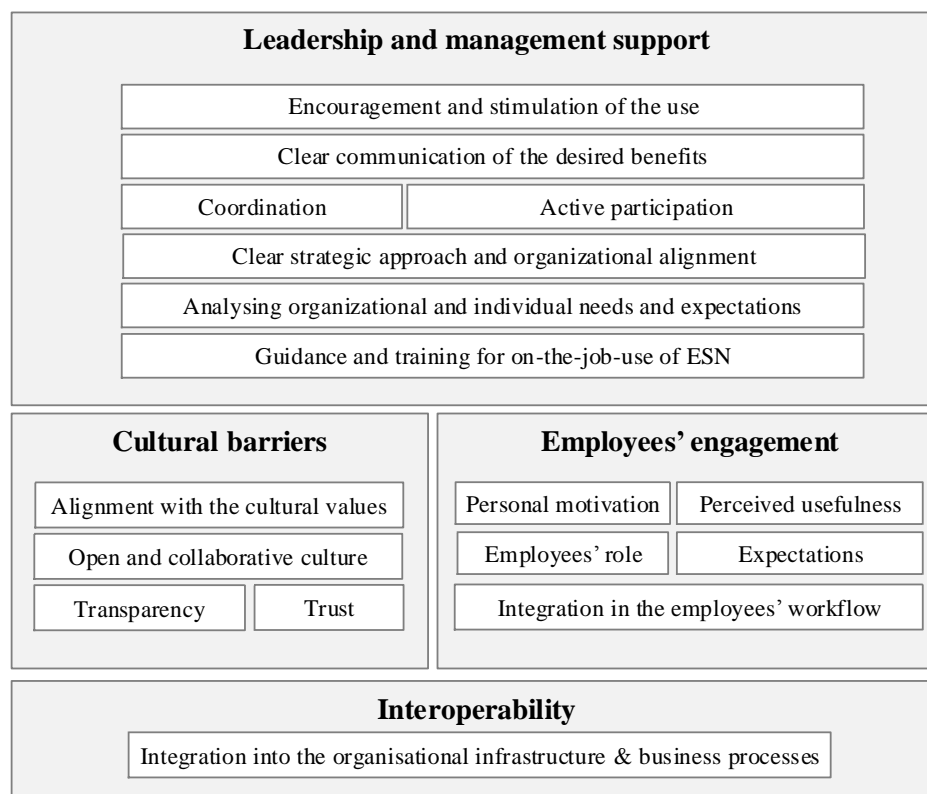 Leadership and management support
Encouragement and stimulation of the use
Clear communication of the desired benefits
Coordination
Active participation
Clear strategic approach and organizational alignment
Analysing organizational and individual needs and expectations
Guidance and training for on-the-job-use of ESN
Cultural barriers
Alignment with the cultural values
Open and collaborative culture
Transparency
Trust
Employees’ engagement
Personal motivation
Perceived usefulness
Employees’ role
Expectations
Integration in the employees’ workflow
Interoperability
Integration into the organisational infrastructure & business processes